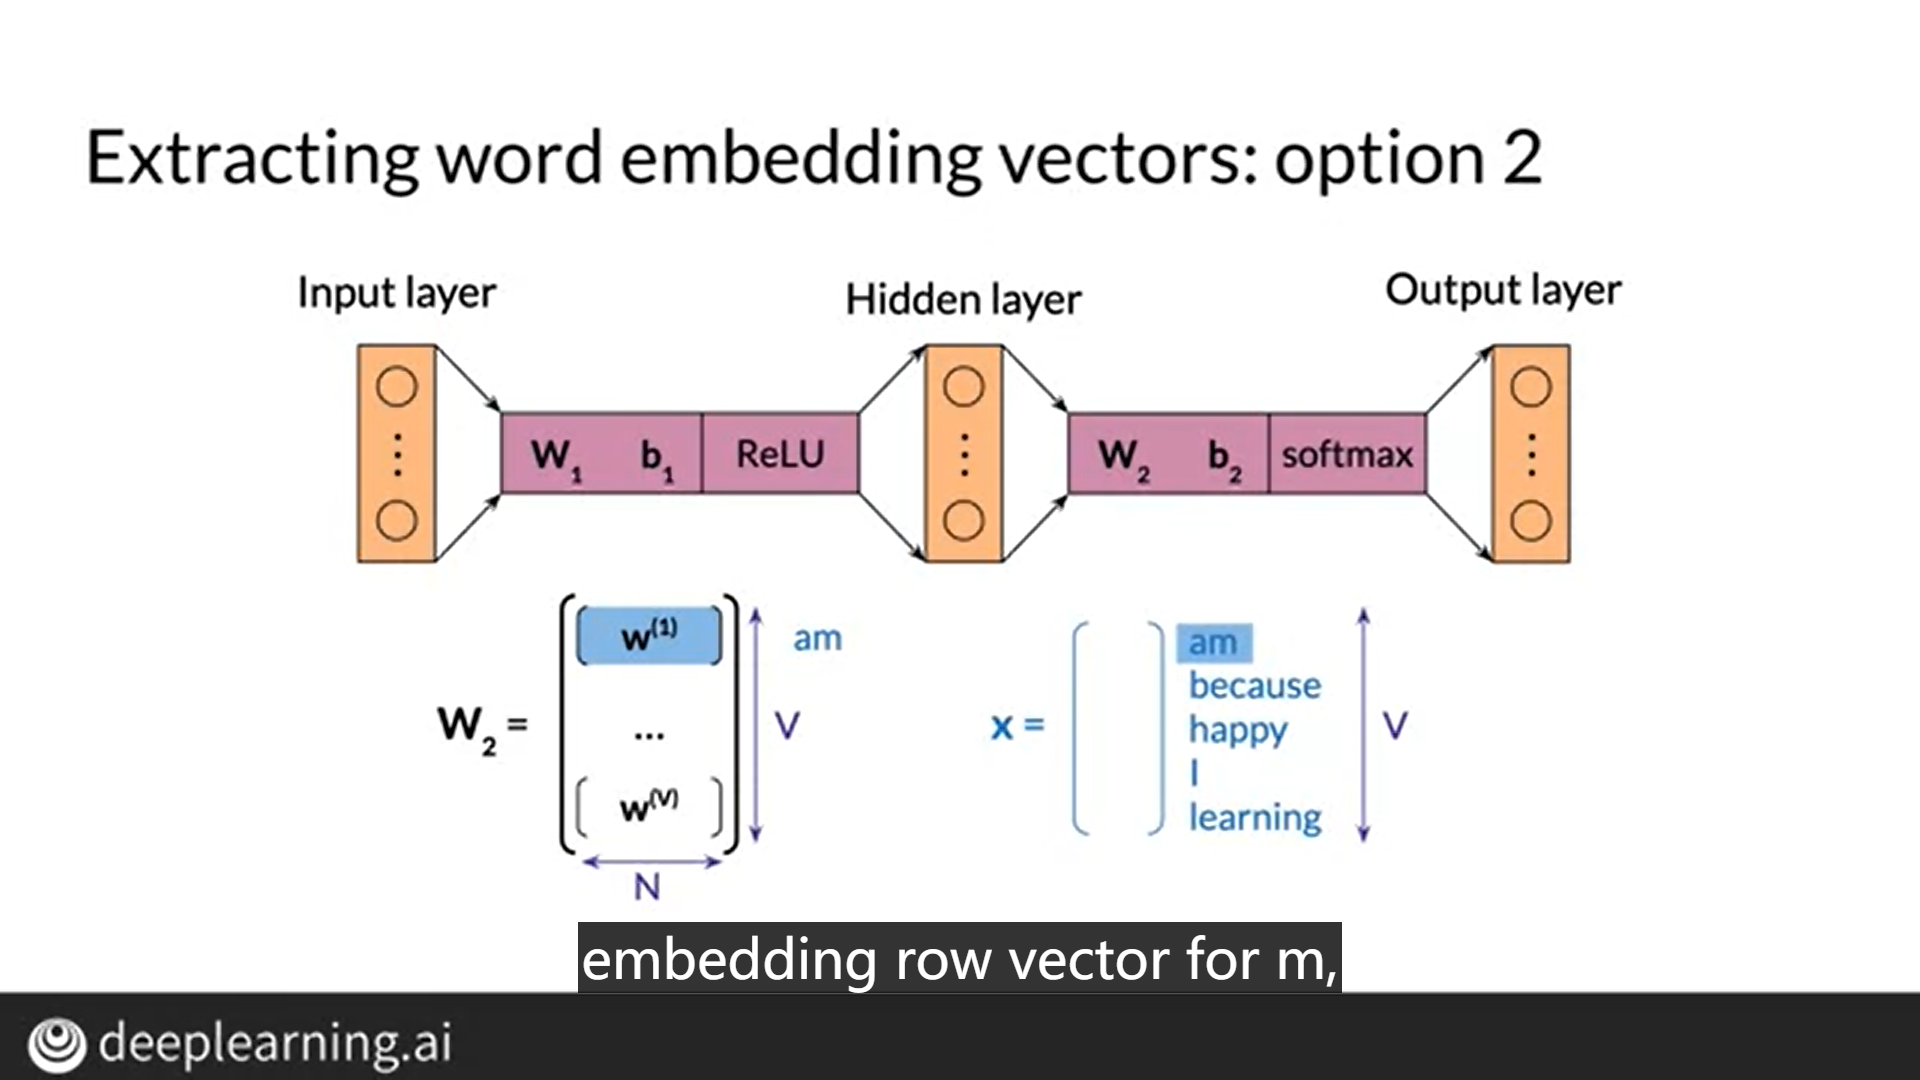 Extracting word embedding vectors: option 2
Input layer
Hidden layer
Output layer
W₁ b₁ ReLU
W₂ b₂ softmax
W₂ =
w⁽¹⁾
...
w⁽ⱽ⁾
V
N
am
x =
am
because
happy
I
learning
V
embedding row vector for m,
deeplearning.ai